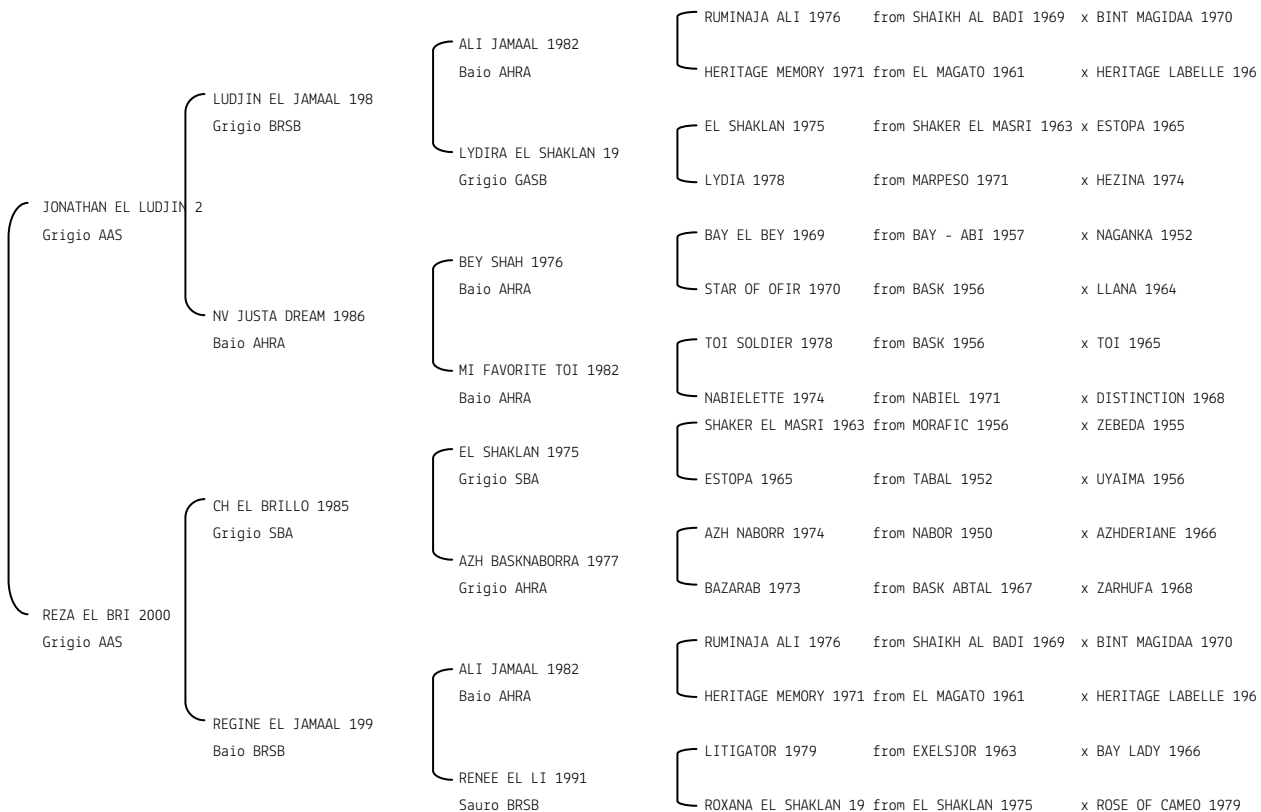 RUMINAJA ALI 1976 from SHAIKH AL BADI 1969 x BINT MAGIDAA 1970
ALI JAMAAL 1982
Baio AHRA
HERITAGE MEMORY 1971 from EL MAGATO 1961 x HERITAGE LABELLE 196
LUDJIN EL JAMAAL 198
Grigio BRSB
EL SHAKLAN 1975 from SHAKER EL MASRI 1963 x ESTOPA 1965
LYDIRA EL SHAKLAN 19
Grigio GASB
LYDIA 1978 from MARPESO 1971 x HEZINA 1974
JONATHAN EL LUDJIN 2
Grigio AAS
BAY EL BEY 1969 from BAY - ABI 1957 x NAGANKA 1952
BEY SHAH 1976
Baio AHRA
STAR OF OFIR 1970 from BASK 1956 x LLANA 1964
NV JUSTA DREAM 1986
Baio AHRA
TOI SOLDIER 1978 from BASK 1956 x TOI 1965
MI FAVORITE TOI 1982
Baio AHRA
NABIELETTE 1974 from NABIEL 1971 x DISTINCTION 1968
SHAKER EL MASRI 1963 from MORAFIC 1956 x ZEBEDA 1955
EL SHAKLAN 1975
Grigio SBA
ESTOPA 1965 from TABAL 1952 x UYAIMA 1956
CH EL BRILLO 1985
Grigio SBA
AZH NABORR 1974 from NABOR 1950 x AZHDERIANE 1966
AZH BASKNABORRA 1977
Grigio AHRA
BAZARAB 1973 from BASK ABTAL 1967 x ZARHUFA 1968
REZA EL BRI 2000
Grigio AAS
RUMINAJA ALI 1976 from SHAIKH AL BADI 1969 x BINT MAGIDAA 1970
ALI JAMAAL 1982
Baio AHRA
HERITAGE MEMORY 1971 from EL MAGATO 1961 x HERITAGE LABELLE 196
REGINE EL JAMAAL 199
Baio BRSB
LITIGATOR 1979 from EXELSJOR 1963 x BAY LADY 1966
RENEE EL LI 1991
Sauro BRSB
ROXANA EL SHAKLAN 19 from EL SHAKLAN 1975 x ROSE OF CAMEO 1979